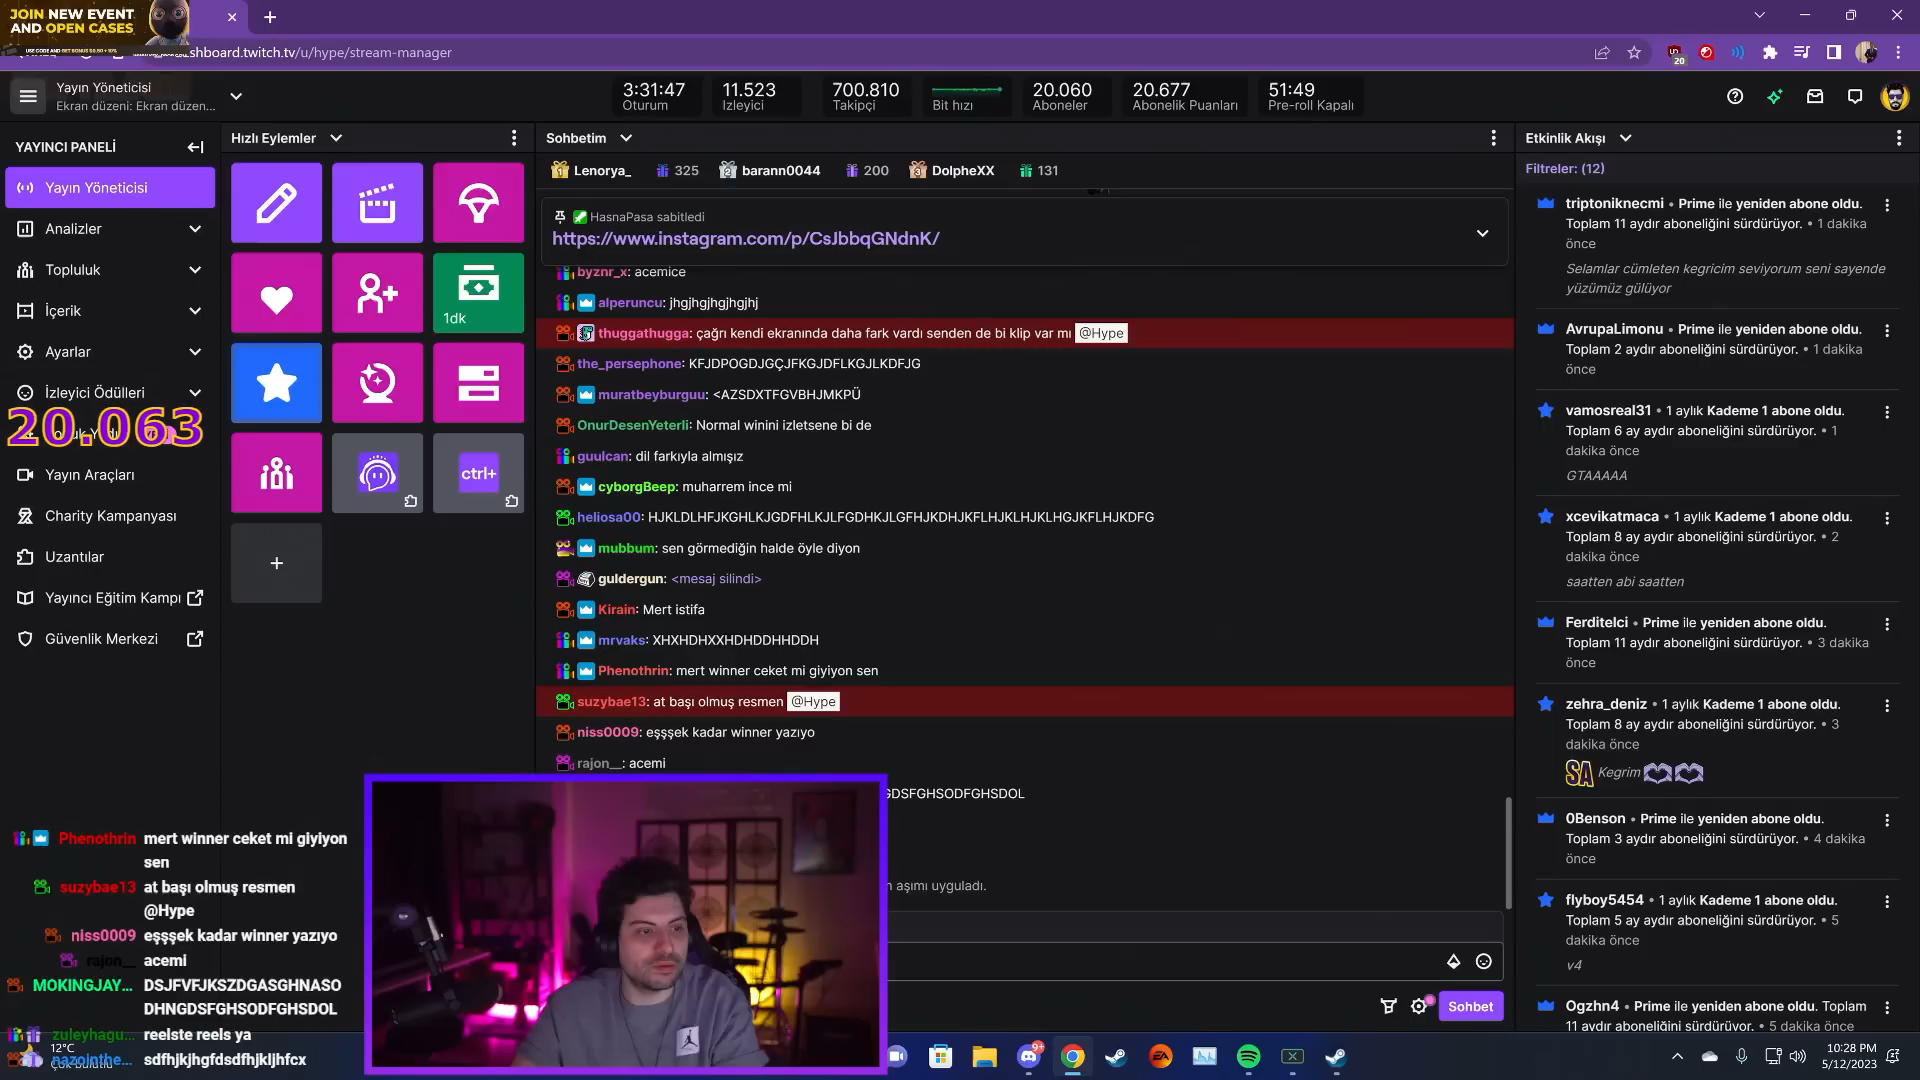 JOIN NEW EVENT
AND OPEN CASES
shboard.twitch.tv/u/hype/stream-manager
20
Yayın Yöneticisi
Ekran düzeni: Ekran düzen...
3:31:47
Oturum
11.523
İzleyici
700.810
Takipçi
Bit hızı
20.060
Aboneler
20.677
Abonelik Puanları
51:49
Pre-roll Kapalı
YAYINCI PANELİ
Yayın Yöneticisi
Analizler
Topluluk
İçerik
Ayarlar
İzleyici Ödülleri
20.063
Yayın Araçları
Charity Kampanyası
Uzantılar
Yayıncı Eğitim Kampı
Güvenlik Merkezi
Hızlı Eylemler
1dk
ctrl+
+
Sohbetim
1 Lenorya_ 325
2 barann0044 200
3 DolpheXX 131
HasnaPasa sabitledi
https://www.instagram.com/p/CsJbbqGNdnK/
byznr_x: acemice
alperuncu: jhgjhgjhgjhgjhj
thuggathugga: çağrı kendi ekranında daha fark vardı senden de bi klip var mı @Hype
the_persephone: KFJDPOGDJGÇJFKGJDFLKGJLKDFJG
muratbeyburguu: <AZSDXTFGVBHJMKPÜ
OnurDesenYeterli: Normal winini izletsene bi de
guulcan: dil farkıyla almışız
cyborgBeep: muharrem ince mi
heliosa00: HJKLDLHFJKGHLKJGDFHLKJLFGDHKJLGFHJKDHJKFLHJKLHJKLHGJKFLHJKDFG
mubbum: sen görmediğin halde öyle diyon
guldergun: <mesaj silindi>
Kirain: Mert istifa
mrvaks: XHXHDHXXHDHDDHHDDH
Phenothrin: mert winner ceket mi giyiyon sen
suzybae13: at başı olmuş resmen @Hype
niss0009: eşşşek kadar winner yazıyo
rajon__: acemi
GDSFGHSODFGHSDOL
n aşımı uyguladı.
Sohbet
Etkinlik Akışı
Filtreler: (12)
triptoniknecmi • Prime ile yeniden abone oldu.
Toplam 11 aydır aboneliğini sürdürüyor. • 1 dakika
önce
Selamlar cümleten kegricim seviyorum seni sayende
yüzümüz gülüyor
AvrupaLimonu • Prime ile yeniden abone oldu.
Toplam 2 aydır aboneliğini sürdürüyor. • 1 dakika
önce
vamosreal31 • 1 aylık Kademe 1 abone oldu.
Toplam 6 ay aydır aboneliğini sürdürüyor. • 1
dakika önce
GTAAAAA
xcevikatmaca • 1 aylık Kademe 1 abone oldu.
Toplam 8 ay aydır aboneliğini sürdürüyor. • 2
dakika önce
saatten abi saatten
Ferditelci • Prime ile yeniden abone oldu.
Toplam 11 aydır aboneliğini sürdürüyor. • 3 dakika
önce
zehra_deniz • 1 aylık Kademe 1 abone oldu.
Toplam 8 ay aydır aboneliğini sürdürüyor. • 3
dakika önce
SA Kegrim
0Benson • Prime ile yeniden abone oldu.
Toplam 3 aydır aboneliğini sürdürüyor. • 4 dakika
önce
flyboy5454 • 1 aylık Kademe 1 abone oldu.
Toplam 5 ay aydır aboneliğini sürdürüyor. • 5
dakika önce
v4
Ogzhn4 • Prime ile yeniden abone oldu. Toplam
11 aydır aboneliğini sürdürüyor. • 5 dakika önce
Phenothrin mert winner ceket mi giyiyon
sen
suzybae13 at başı olmuş resmen
@Hype
niss0009 eşşşek kadar winner yazıyo
rajon__ acemi
MOKINGJAY... DSJFVFJKSZDGASGHNASO
DHNGDSFGHSODFGHSDOL
zuleyhagu... reelste reels ya
nazointhe... sdfhjkjhgfdsdfhjkljhfcx
12°C
9+
EA
10:28 PM
5/12/2023